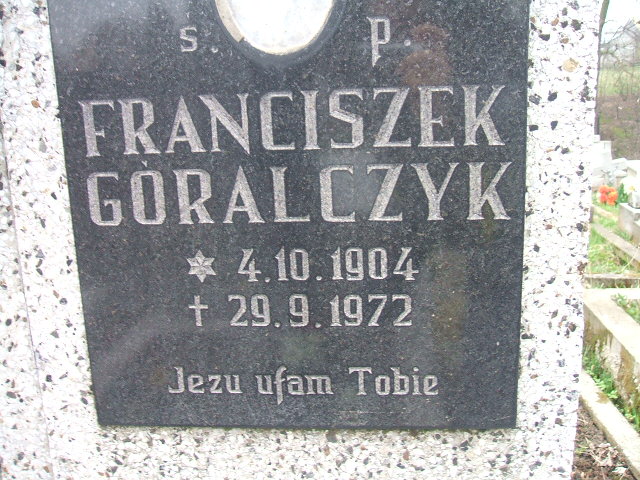 s. p.
FRANCISZEK
GÓRALCZYK
✶ 4.10.1904
† 29.9.1972
Jezu ufam Tobie